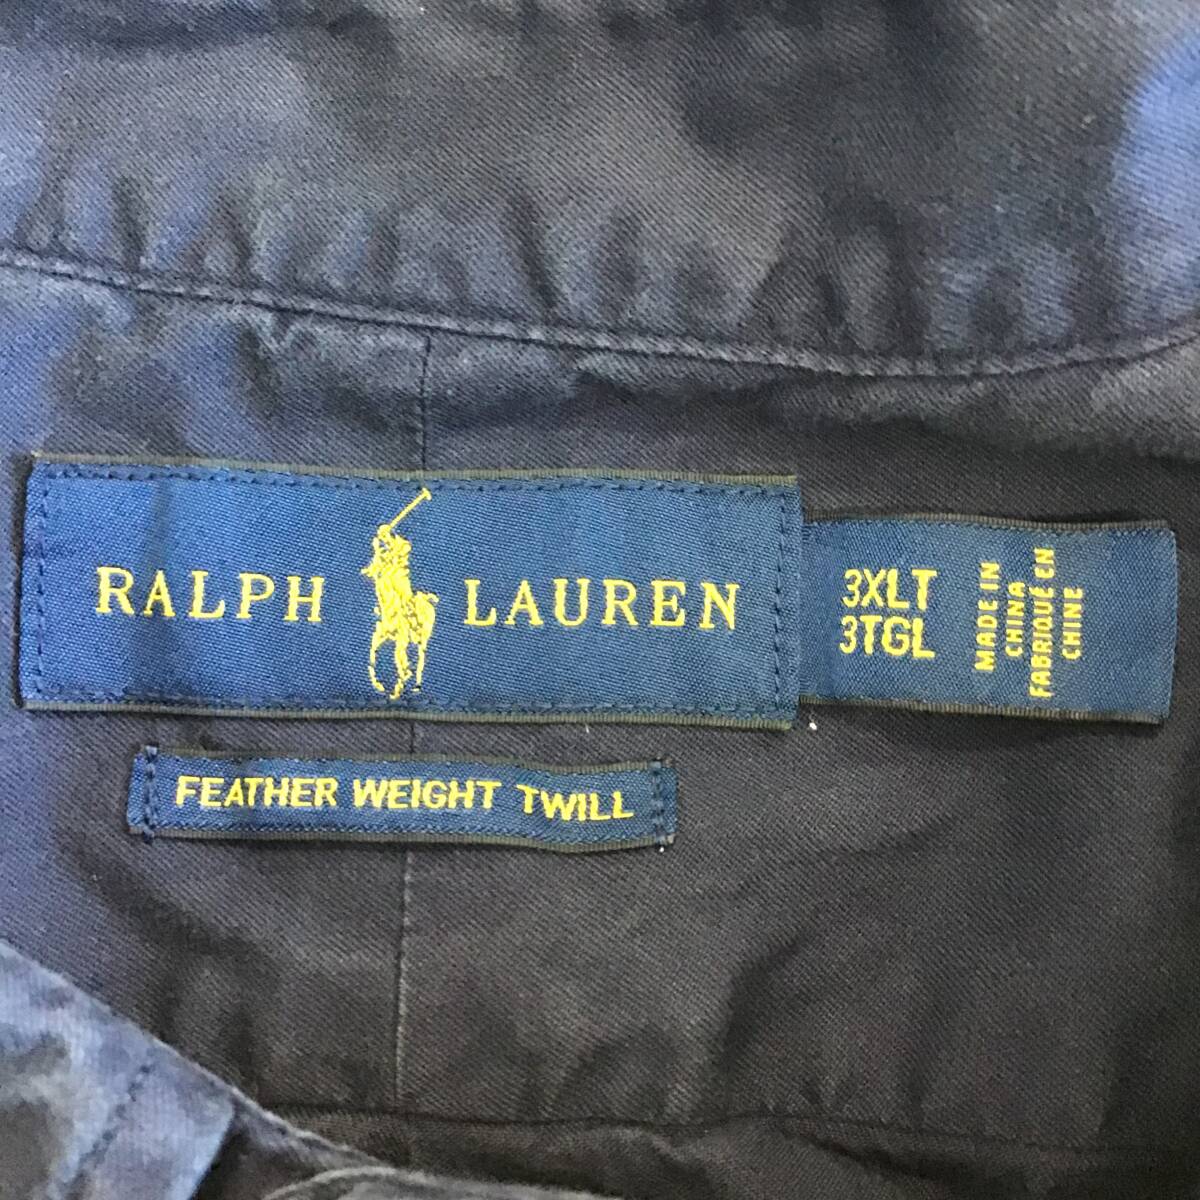 RALPH LAUREN
3XLT
3TGL
MADE IN
CHINA
FABRIQUÉ EN
CHINE
FEATHER WEIGHT TWILL